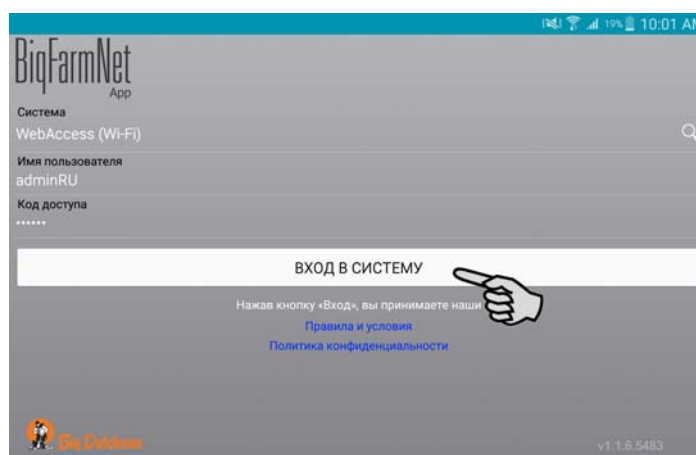 19% 10:01 AM
BigFarmNet
App
Система
WebAccess (Wi-Fi)
Имя пользователя
adminRU
Код доступа
••••••
ВХОД В СИСТЕМУ
Нажав кнопку «Вход», вы принимаете наши
Правила и условия
Политика конфиденциальности
Big Dutchman
v1.1.6.5483